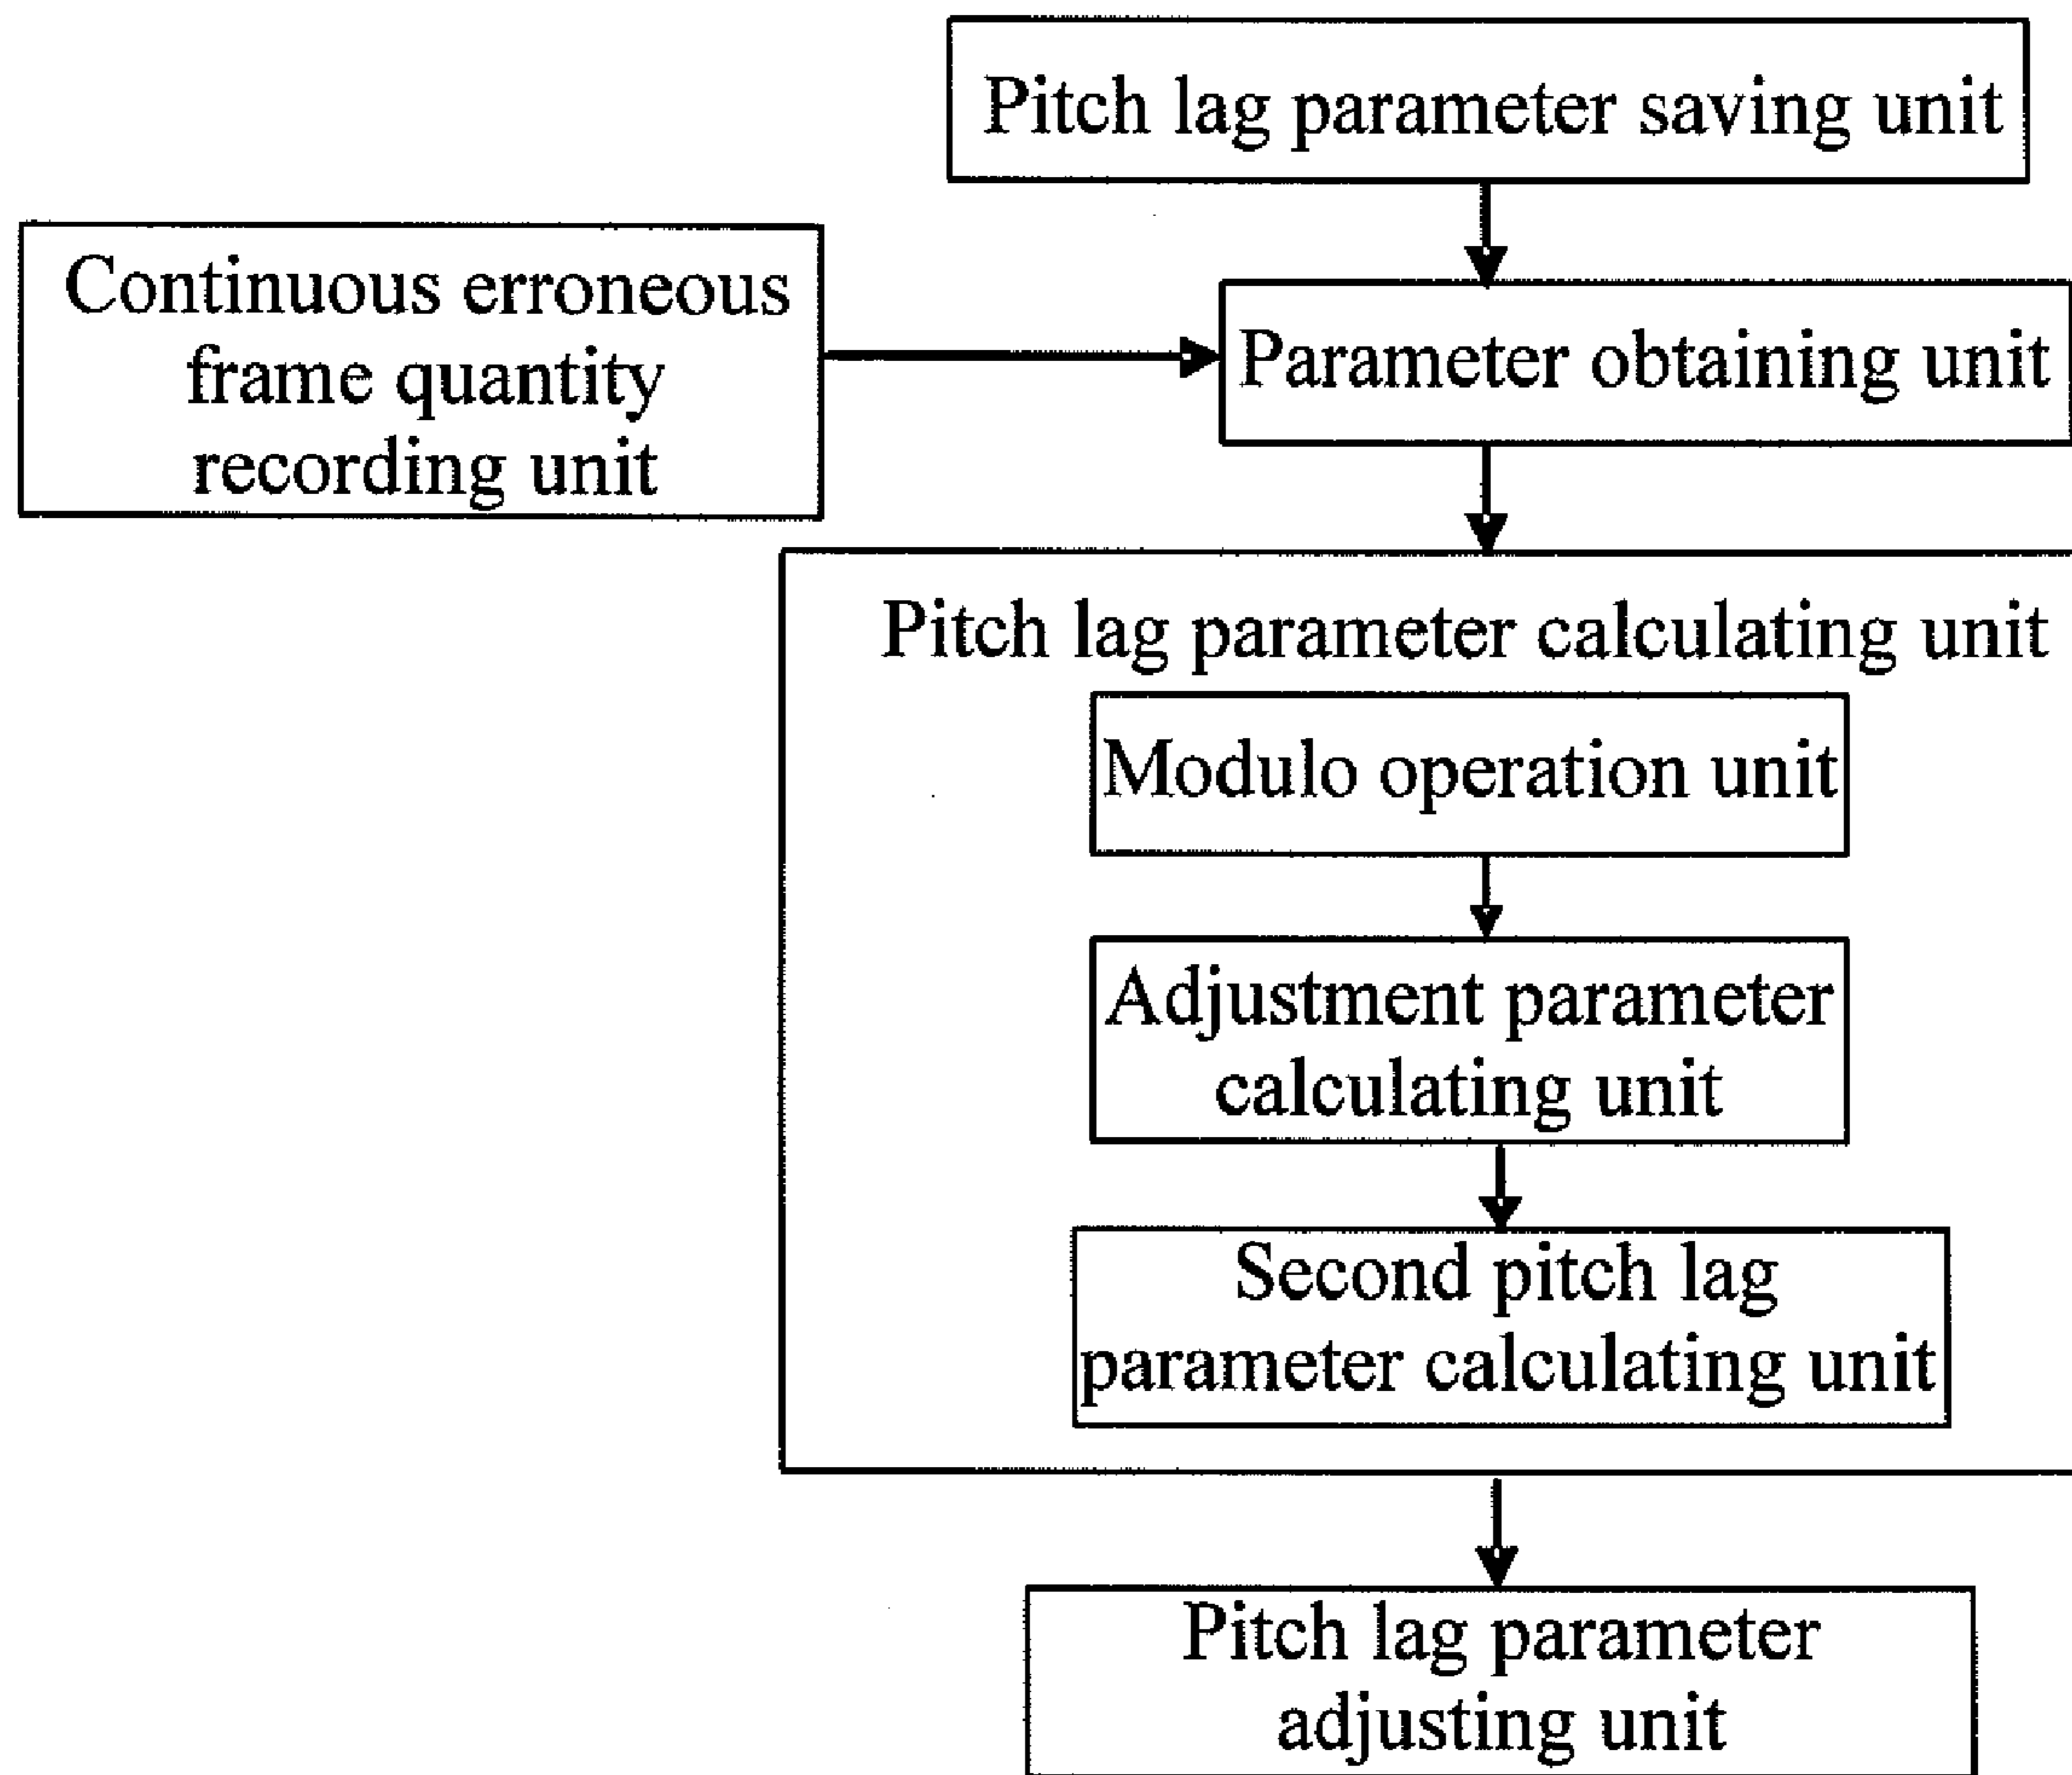 Pitch lag parameter saving unit
Continuous erroneous
frame quantity
recording unit
Parameter obtaining unit
Pitch lag parameter calculating unit
Modulo operation unit
Adjustment parameter
calculating unit
Second pitch lag
parameter calculating unit
Pitch lag parameter
adjusting unit